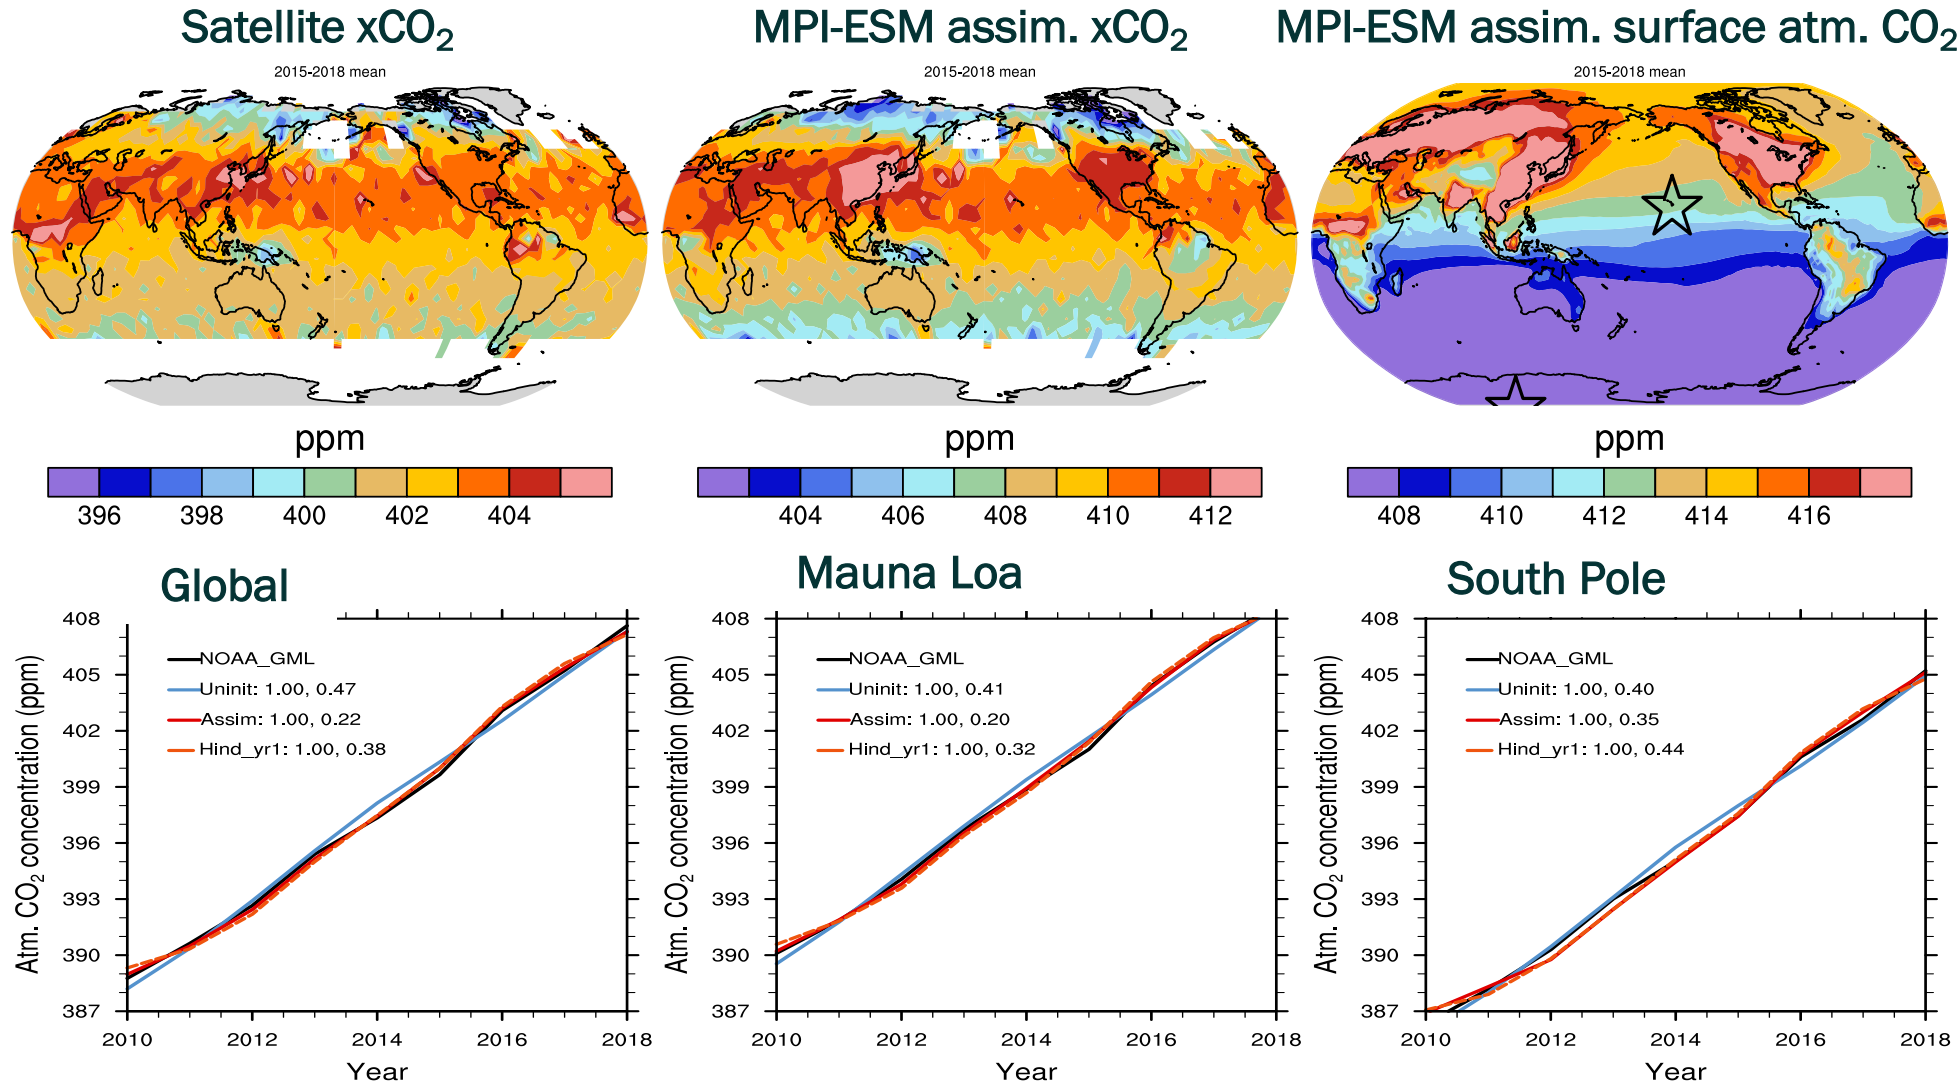 Satellite xCO₂
MPI-ESM assim. xCO₂
MPI-ESM assim. surface atm. CO₂
2015-2018 mean
2015-2018 mean
2015-2018 mean
ppm
ppm
ppm
396 398 400 402 404
404 406 408 410 412
408 410 412 414 416
Global
Mauna Loa
South Pole
Atm. CO₂ concentration (ppm)
408
405
402
399
396
393
390
387
NOAA_GML
Uninit: 1.00, 0.47
Assim: 1.00, 0.22
Hind_yr1: 1.00, 0.38
2010 2012 2014 2016 2018
Year
Atm. CO₂ concentration (ppm)
408
405
402
399
396
393
390
387
NOAA_GML
Uninit: 1.00, 0.41
Assim: 1.00, 0.20
Hind_yr1: 1.00, 0.32
2010 2012 2014 2016 2018
Year
Atm. CO₂ concentration (ppm)
408
405
402
399
396
393
390
387
NOAA_GML
Uninit: 1.00, 0.40
Assim: 1.00, 0.35
Hind_yr1: 1.00, 0.44
2010 2012 2014 2016 2018
Year